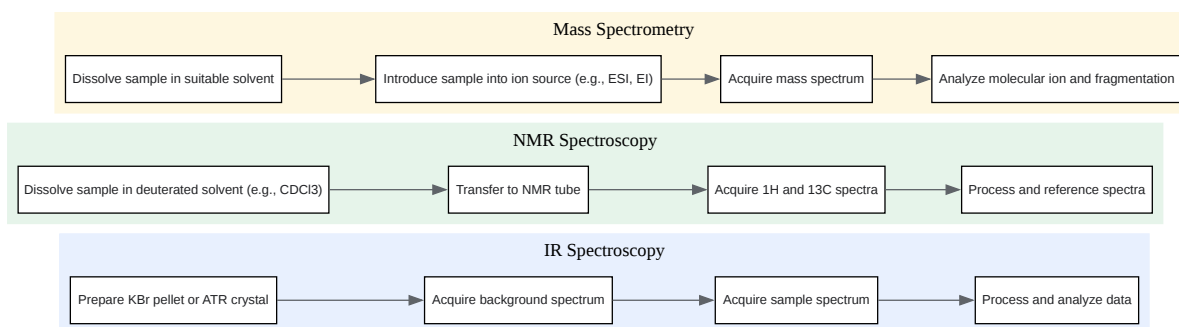 Mass Spectrometry
Dissolve sample in suitable solvent
Introduce sample into ion source (e.g., ESI, EI)
Acquire mass spectrum
Analyze molecular ion and fragmentation
NMR Spectroscopy
Dissolve sample in deuterated solvent (e.g., CDCl3)
Transfer to NMR tube
Acquire 1H and 13C spectra
Process and reference spectra
IR Spectroscopy
Prepare KBr pellet or ATR crystal
Acquire background spectrum
Acquire sample spectrum
Process and analyze data